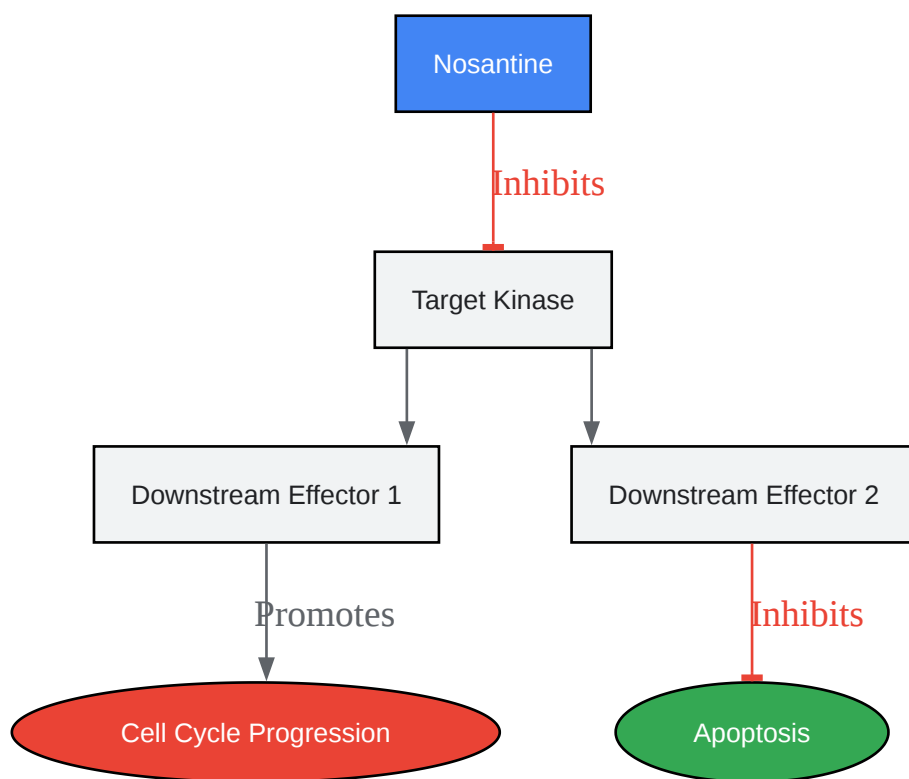 Nosantine
Inhibits
Target Kinase
Downstream Effector 1
Downstream Effector 2
Promotes
Inhibits
Cell Cycle Progression
Apoptosis